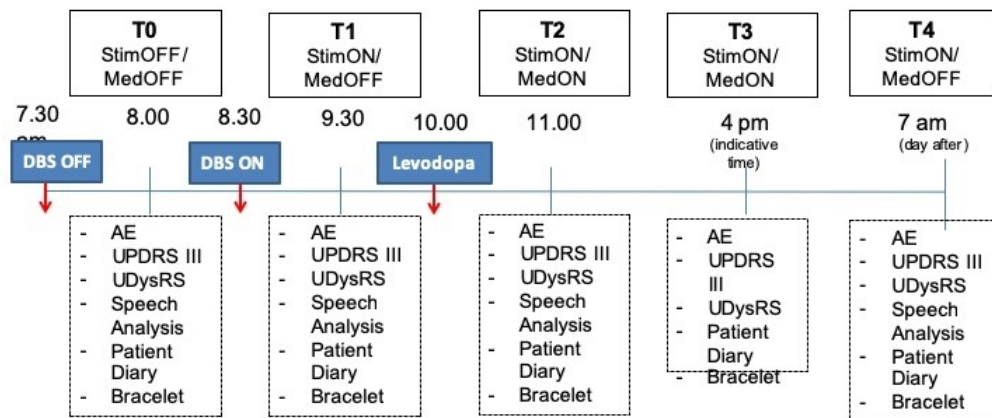 T0
StimOFF/
MedOFF
T1
StimON/
MedOFF
T2
StimON/
MedON
T3
StimON/
MedON
T4
StimON/
MedOFF
7.30
8.00
8.30
9.30
10.00
11.00
4 pm
(indicative
time)
7 am
(day after)
DBS OFF
DBS ON
Levodopa
- AE
- UPDRS III
- UDysRS
- Speech
Analysis
- Patient
Diary
- Bracelet
- AE
- UPDRS III
- UDysRS
- Speech
Analysis
- Patient
Diary
- Bracelet
- AE
- UPDRS III
- UDysRS
- Speech
Analysis
- Patient
Diary
- Bracelet
- AE
- UPDRS
III
- UDysRS
- Patient
Diary
- Bracelet
- AE
- UPDRS III
- UDysRS
- Speech
Analysis
- Patient
Diary
- Bracelet